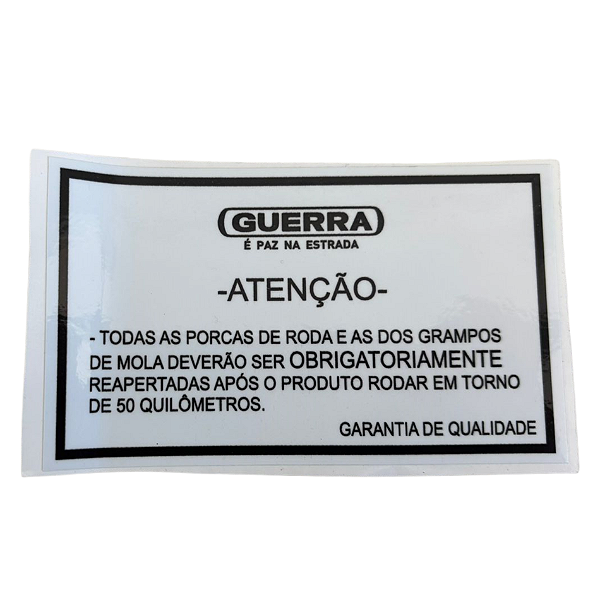 GUERRA
É PAZ NA ESTRADA
-ATENÇÃO-
- TODAS AS PORCAS DE RODA E AS DOS GRAMPOS
DE MOLA DEVERÃO SER OBRIGATORIAMENTE
REAPERTADAS APÓS O PRODUTO RODAR EM TORNO
DE 50 QUILÔMETROS.
GARANTIA DE QUALIDADE